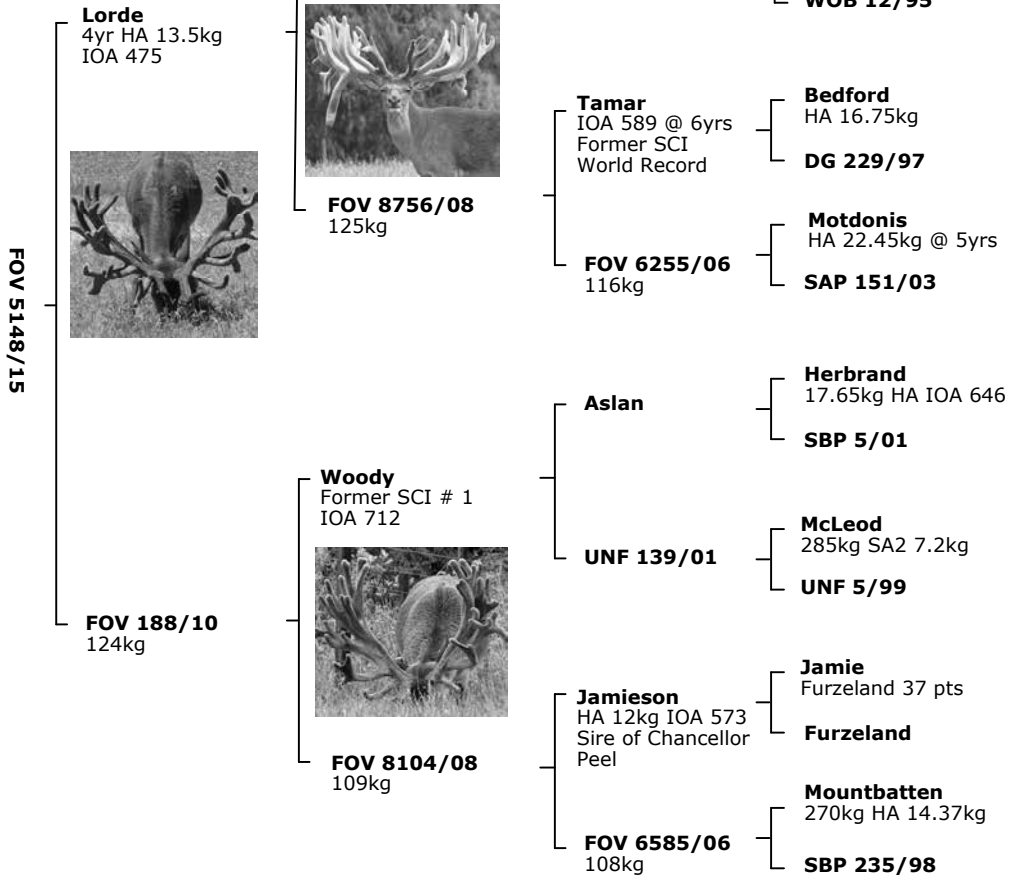 WOB 12/95
Lorde
4yr HA 13.5kg
IOA 475
Tamar
IOA 589 @ 6yrs
Former SCI
World Record
Bedford
HA 16.75kg
DG 229/97
FOV 8756/08
125kg
Motdonis
HA 22.45kg @ 5yrs
FOV 6255/06
116kg
SAP 151/03
FOV 5148/15
Herbrand
17.65kg HA IOA 646
Aslan
SBP 5/01
Woody
Former SCI # 1
IOA 712
McLeod
285kg SA2 7.2kg
UNF 139/01
UNF 5/99
FOV 188/10
124kg
Jamie
Furzeland 37 pts
Jamieson
HA 12kg IOA 573
Sire of Chancellor
Peel
Furzeland
FOV 8104/08
109kg
Mountbatten
270kg HA 14.37kg
FOV 6585/06
108kg
SBP 235/98